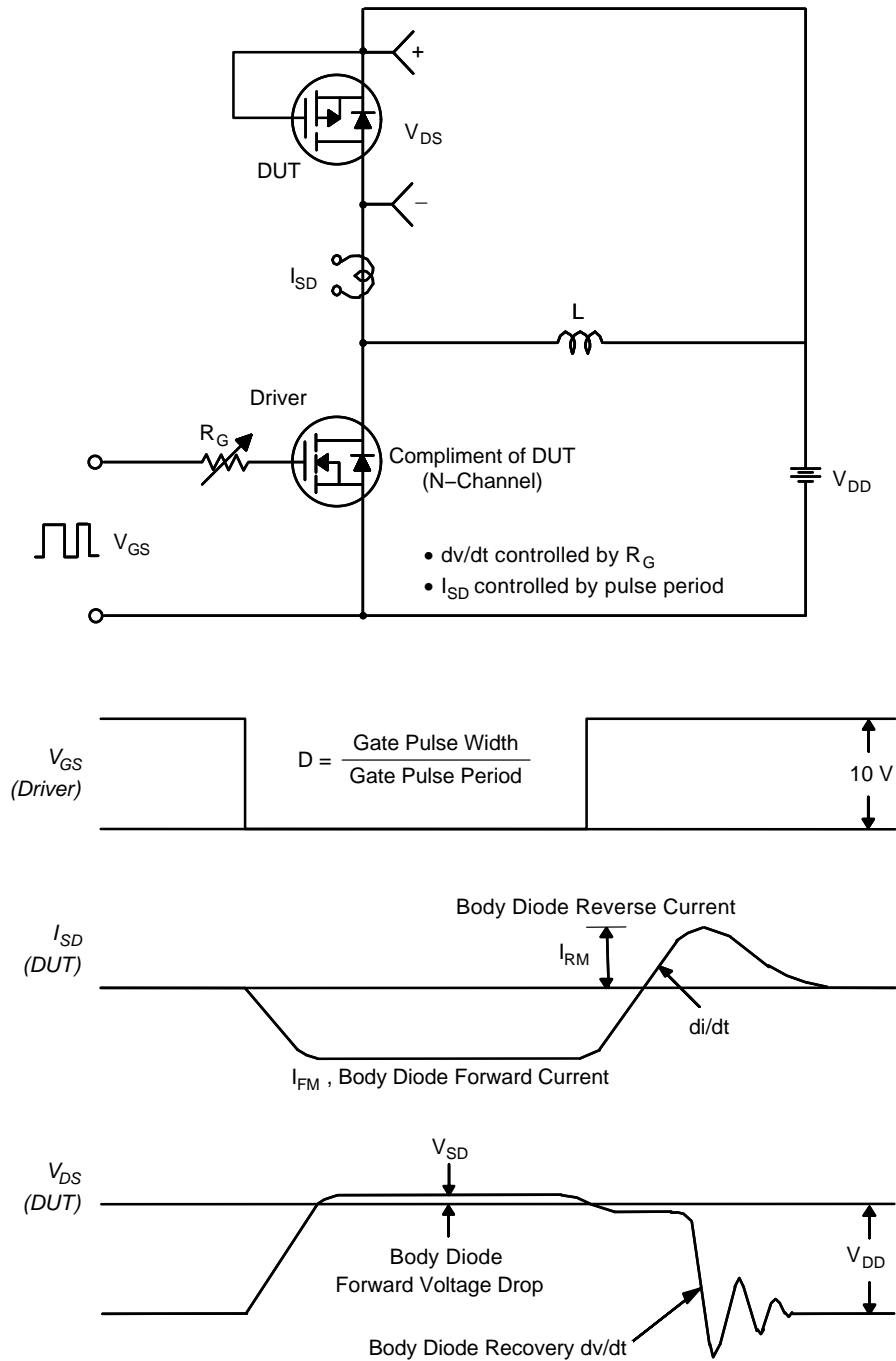 +
V_DS
DUT
−
I_SD
L
Driver
R_G
Compliment of DUT
(N−Channel)
V_DD
V_GS
• dv/dt controlled by R_G
• I_SD controlled by pulse period
V_GS
(Driver)
D = Gate Pulse Width
Gate Pulse Period
10 V
Body Diode Reverse Current
I_SD
(DUT)
I_RM
di/dt
I_FM , Body Diode Forward Current
V_SD
V_DS
(DUT)
Body Diode
Forward Voltage Drop
V_DD
Body Diode Recovery dv/dt